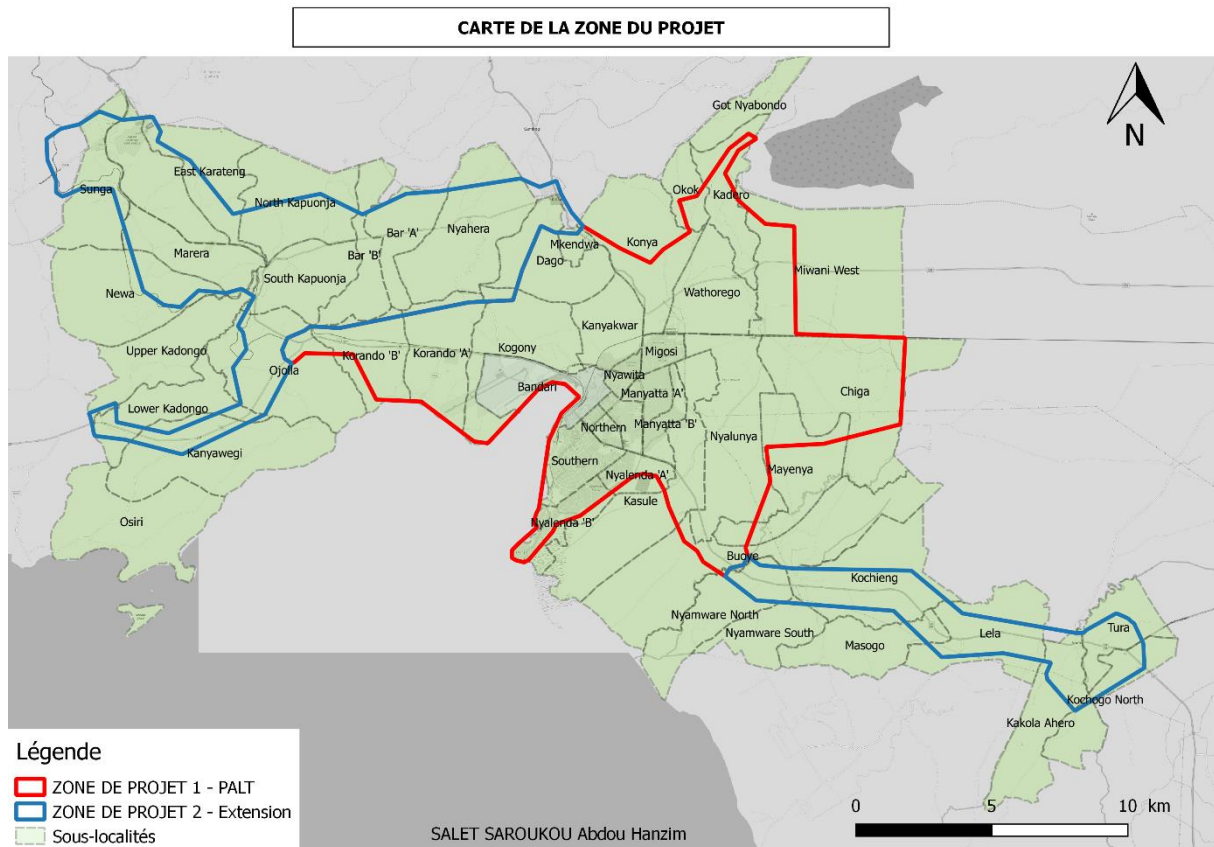 CARTE DE LA ZONE DU PROJET
N
Got Nyabondo
East Karateng
Sunga
Okok
Kadero
North Kapuonja
Bar 'A'
Nyahera
Mkendwa
Konya
Marera
Bar 'B'
Dago
Miwani West
South Kapuonja
Newa
Wathorego
Kanyakwar
Upper Kadongo
Korando 'B'
Korando 'A'
Kogony
Migosi
Ojolla
Nyawita
Bandari
Manyatta 'A'
Chiga
Lower Kadongo
Northern
Manyatta 'B'
Nyalunya
Kanyawegi
Southern
Nyalenda 'A'
Mayenya
Kasule
Osiri
Nyalenda 'B'
Buoye
Kochieng
Nyamware North
Nyamware South
Masogo
Lela
Tura
Kochogo North
Kakola Ahero
Légende
ZONE DE PROJET 1 - PALT
ZONE DE PROJET 2 - Extension
Sous-localités
SALET SAROUKOU Abdou Hanzim
0 5 10 km